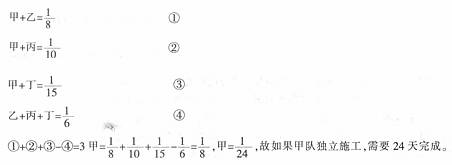 甲+乙=1/8 ①
甲+丙=1/10 ②
甲+丁=1/15 ③
乙+丙+丁=1/6 ④
①+②+③-④=3 甲=1/8+1/10+1/15-1/6=1/8,甲=1/24,故如果甲队独立施工,需要 24 天完成。